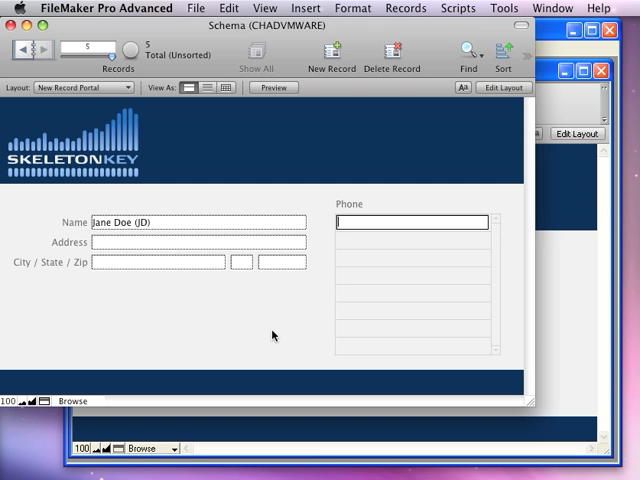 FileMaker Pro Advanced File Edit View Insert Format Records Scripts Tools Window Help
Schema (CHADVMWARE)
5
5
Total (Unsorted)
Records Show All New Record Delete Record Find Sort
Layout: New Record Portal View As: Preview Aa Edit Layout
Edit Layout
SKELETONKEY
Phone
Name Jane Doe (JD)
Address
City / State / Zip
100 Browse
100 Browse